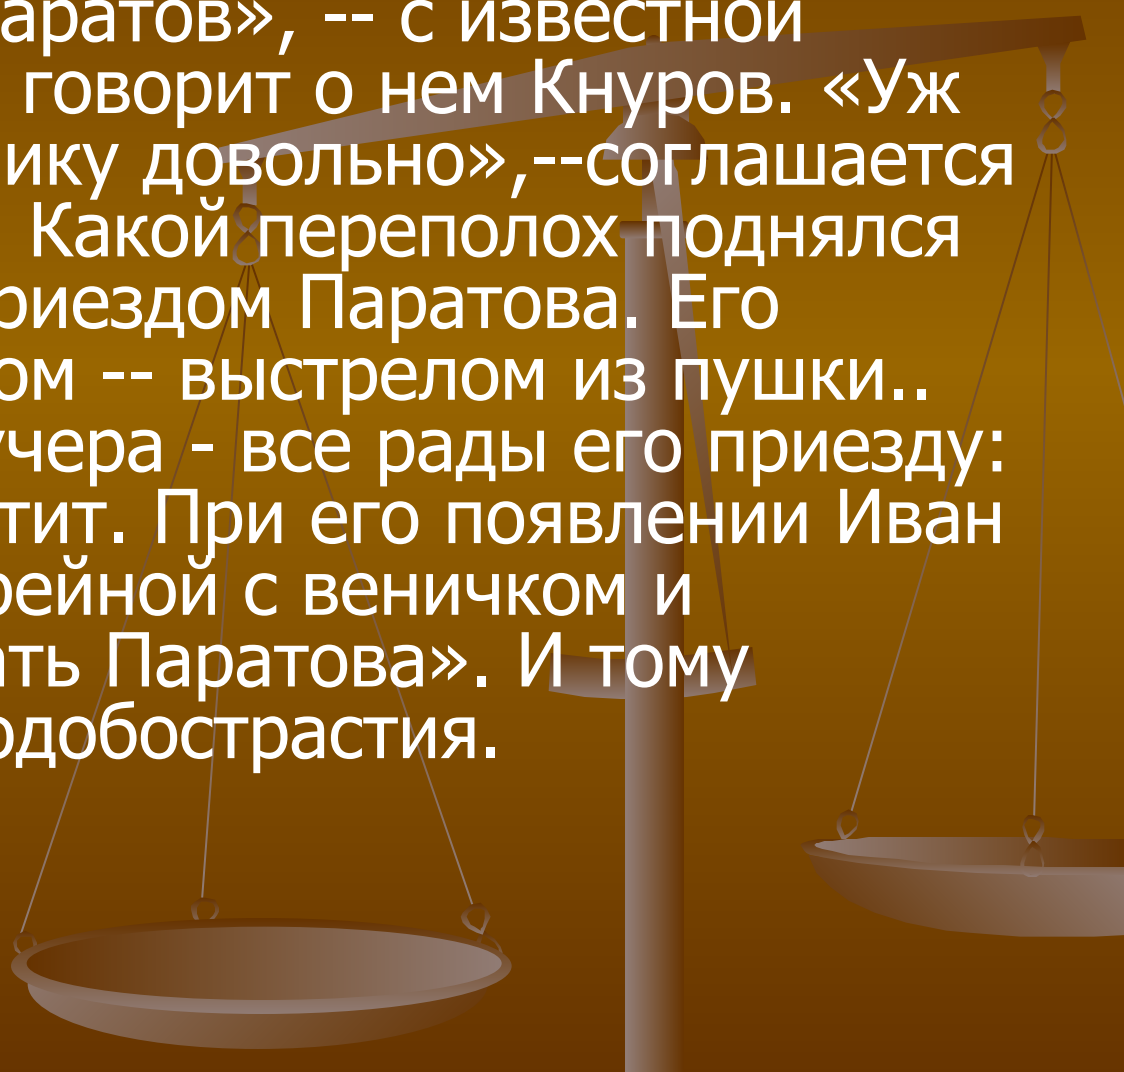 аратов», -- с известной
говорит о нем Кнуров. «Уж
ику довольно»,--соглашается
Какой переполох поднялся
риездом Паратова. Его
ом -- выстрелом из пушки..
учера - все рады его приезду:
тит. При его появлении Иван
рейной с веничком и
ать Паратова». И тому
одобострастия.